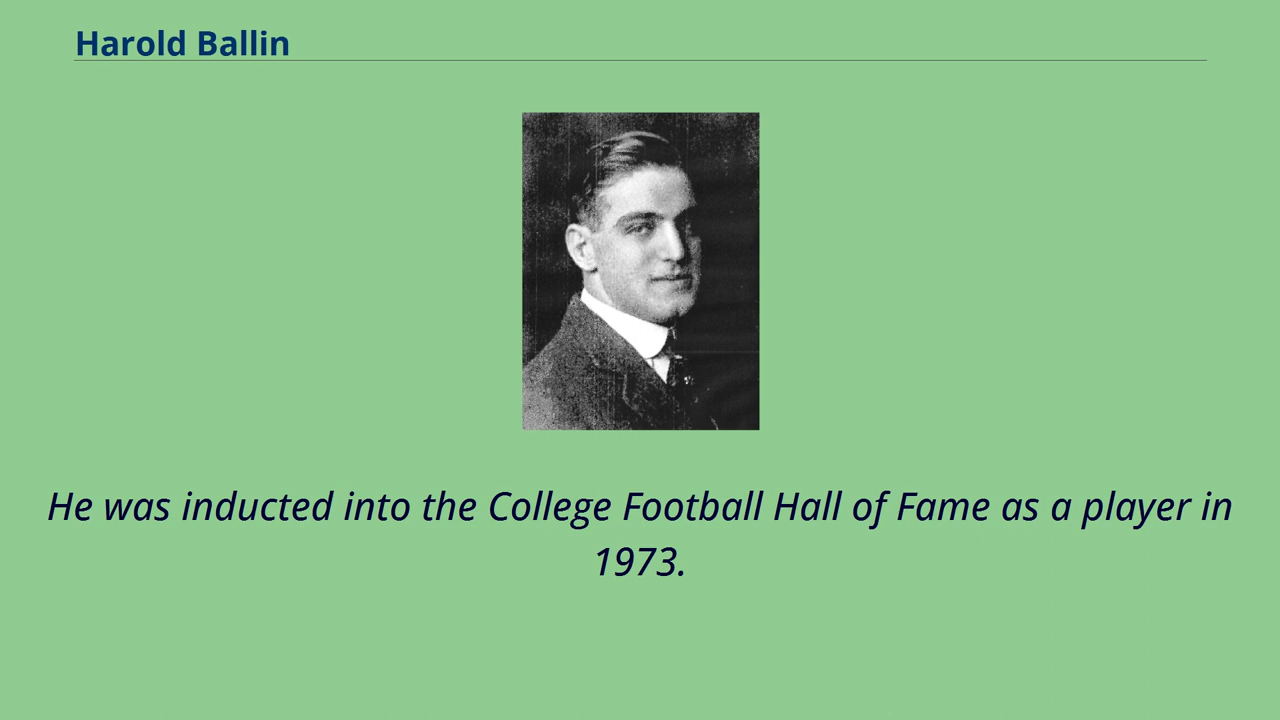 Harold Ballin
He was inducted into the College Football Hall of Fame as a player in
1973.